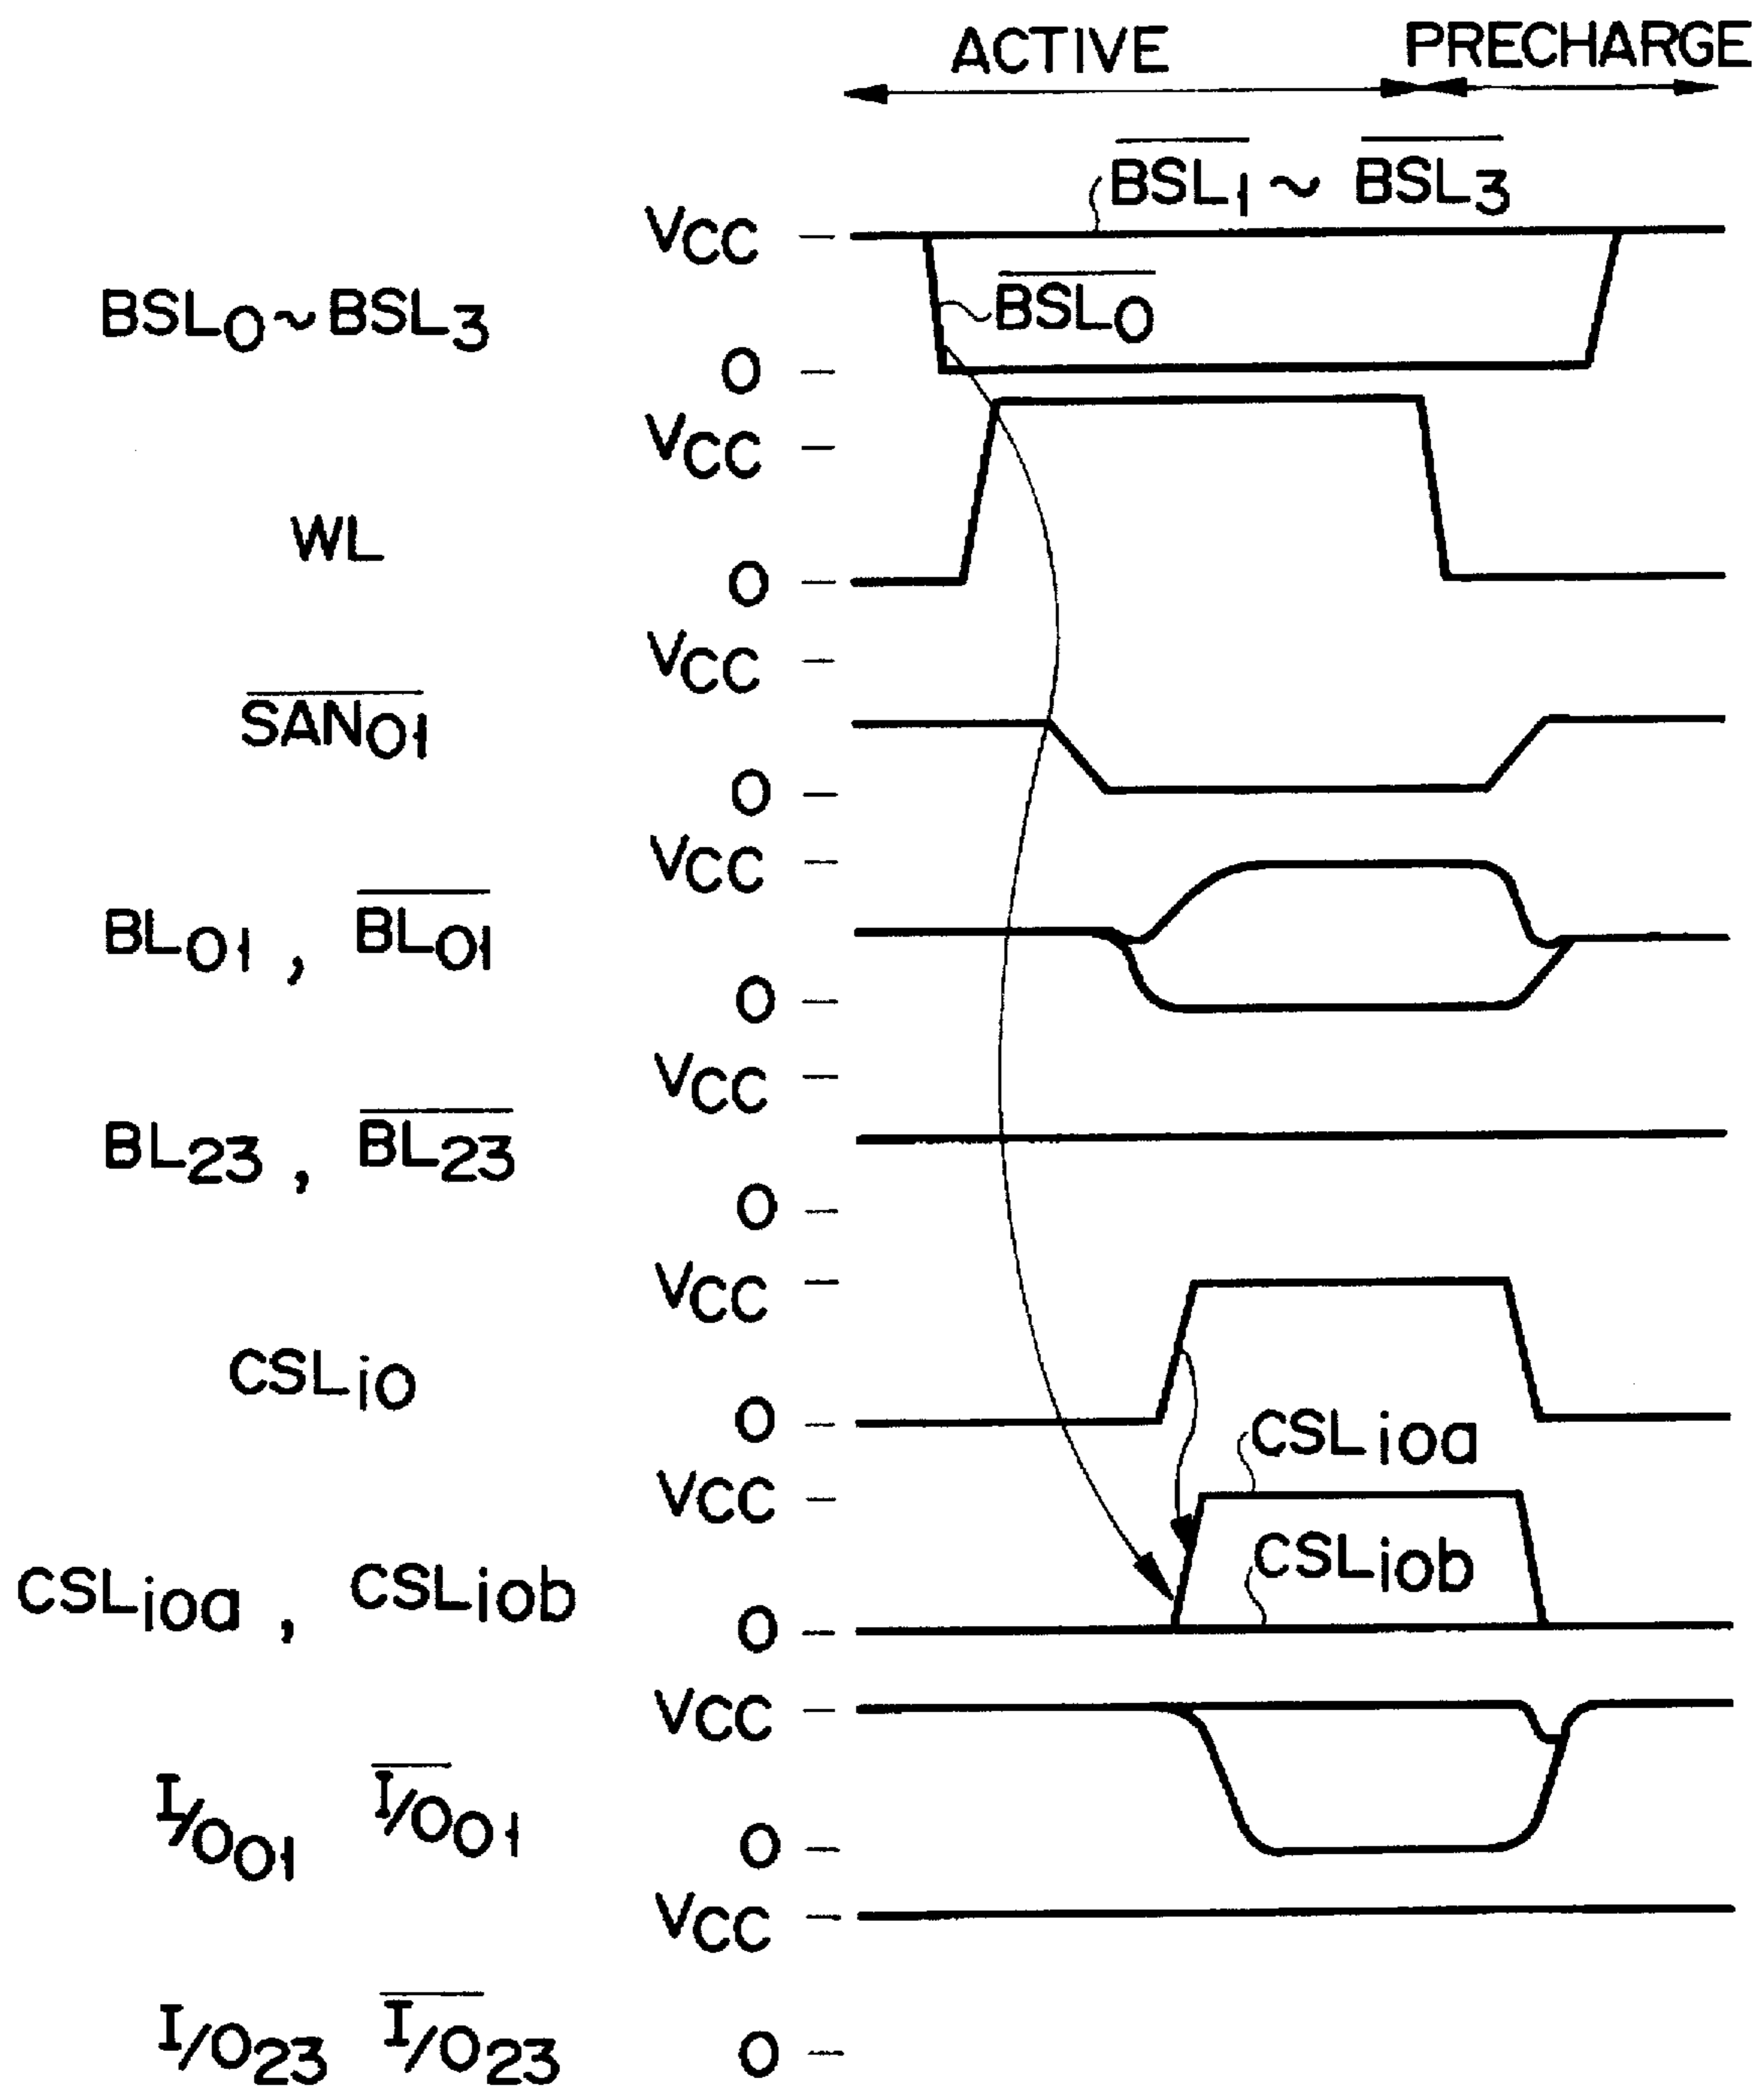 ACTIVE PRECHARGE
BSL1 ~ BSL3
VCC
BSL0
BSL0~BSL3
0
VCC
WL
0
VCC
SAN01
0
VCC
BL01 , BL01
0
VCC
BL23 , BL23
0
VCC
CSLi0
0
CSLi0a
VCC
CSLi0b
CSLi0a , CSLi0b
0
VCC
I/O01 I/O01
0
VCC
I/O23 I/O23
0